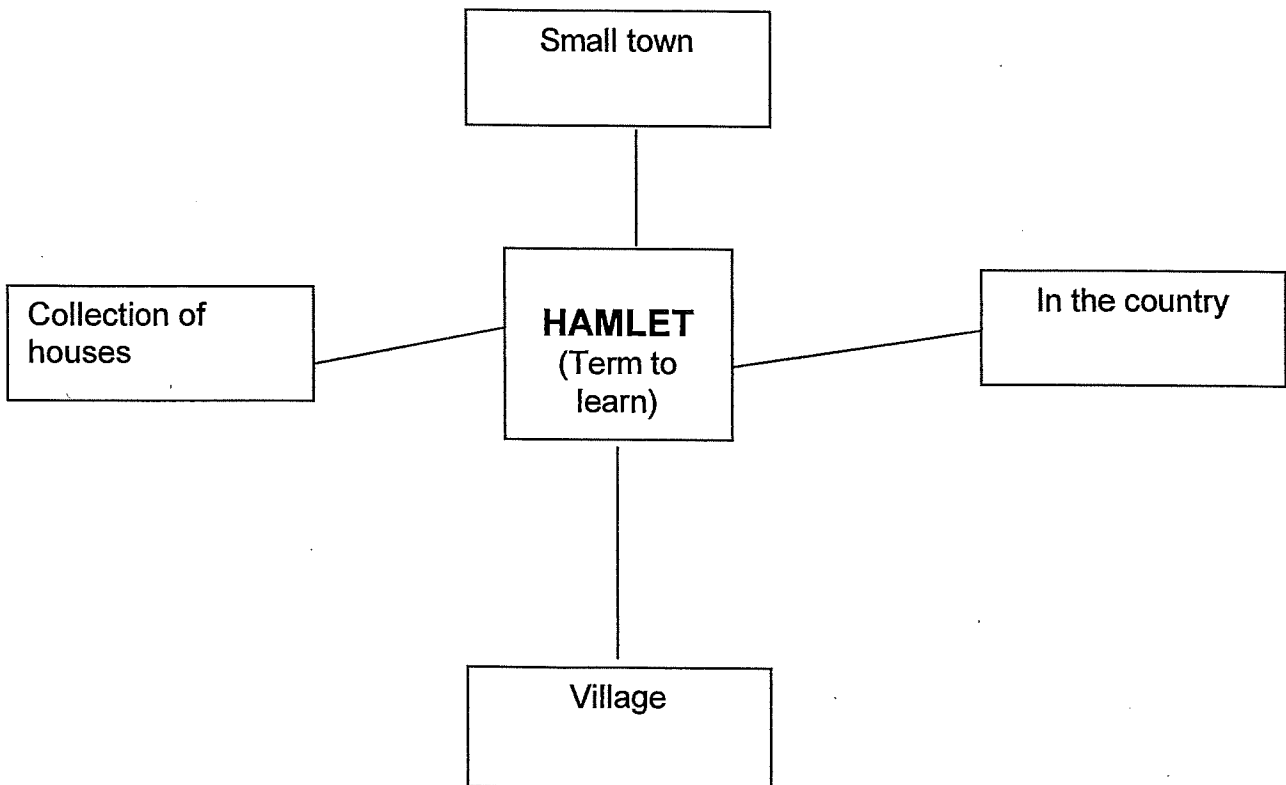 Small town
Collection of
houses
HAMLET
(Term to
learn)
In the country
Village